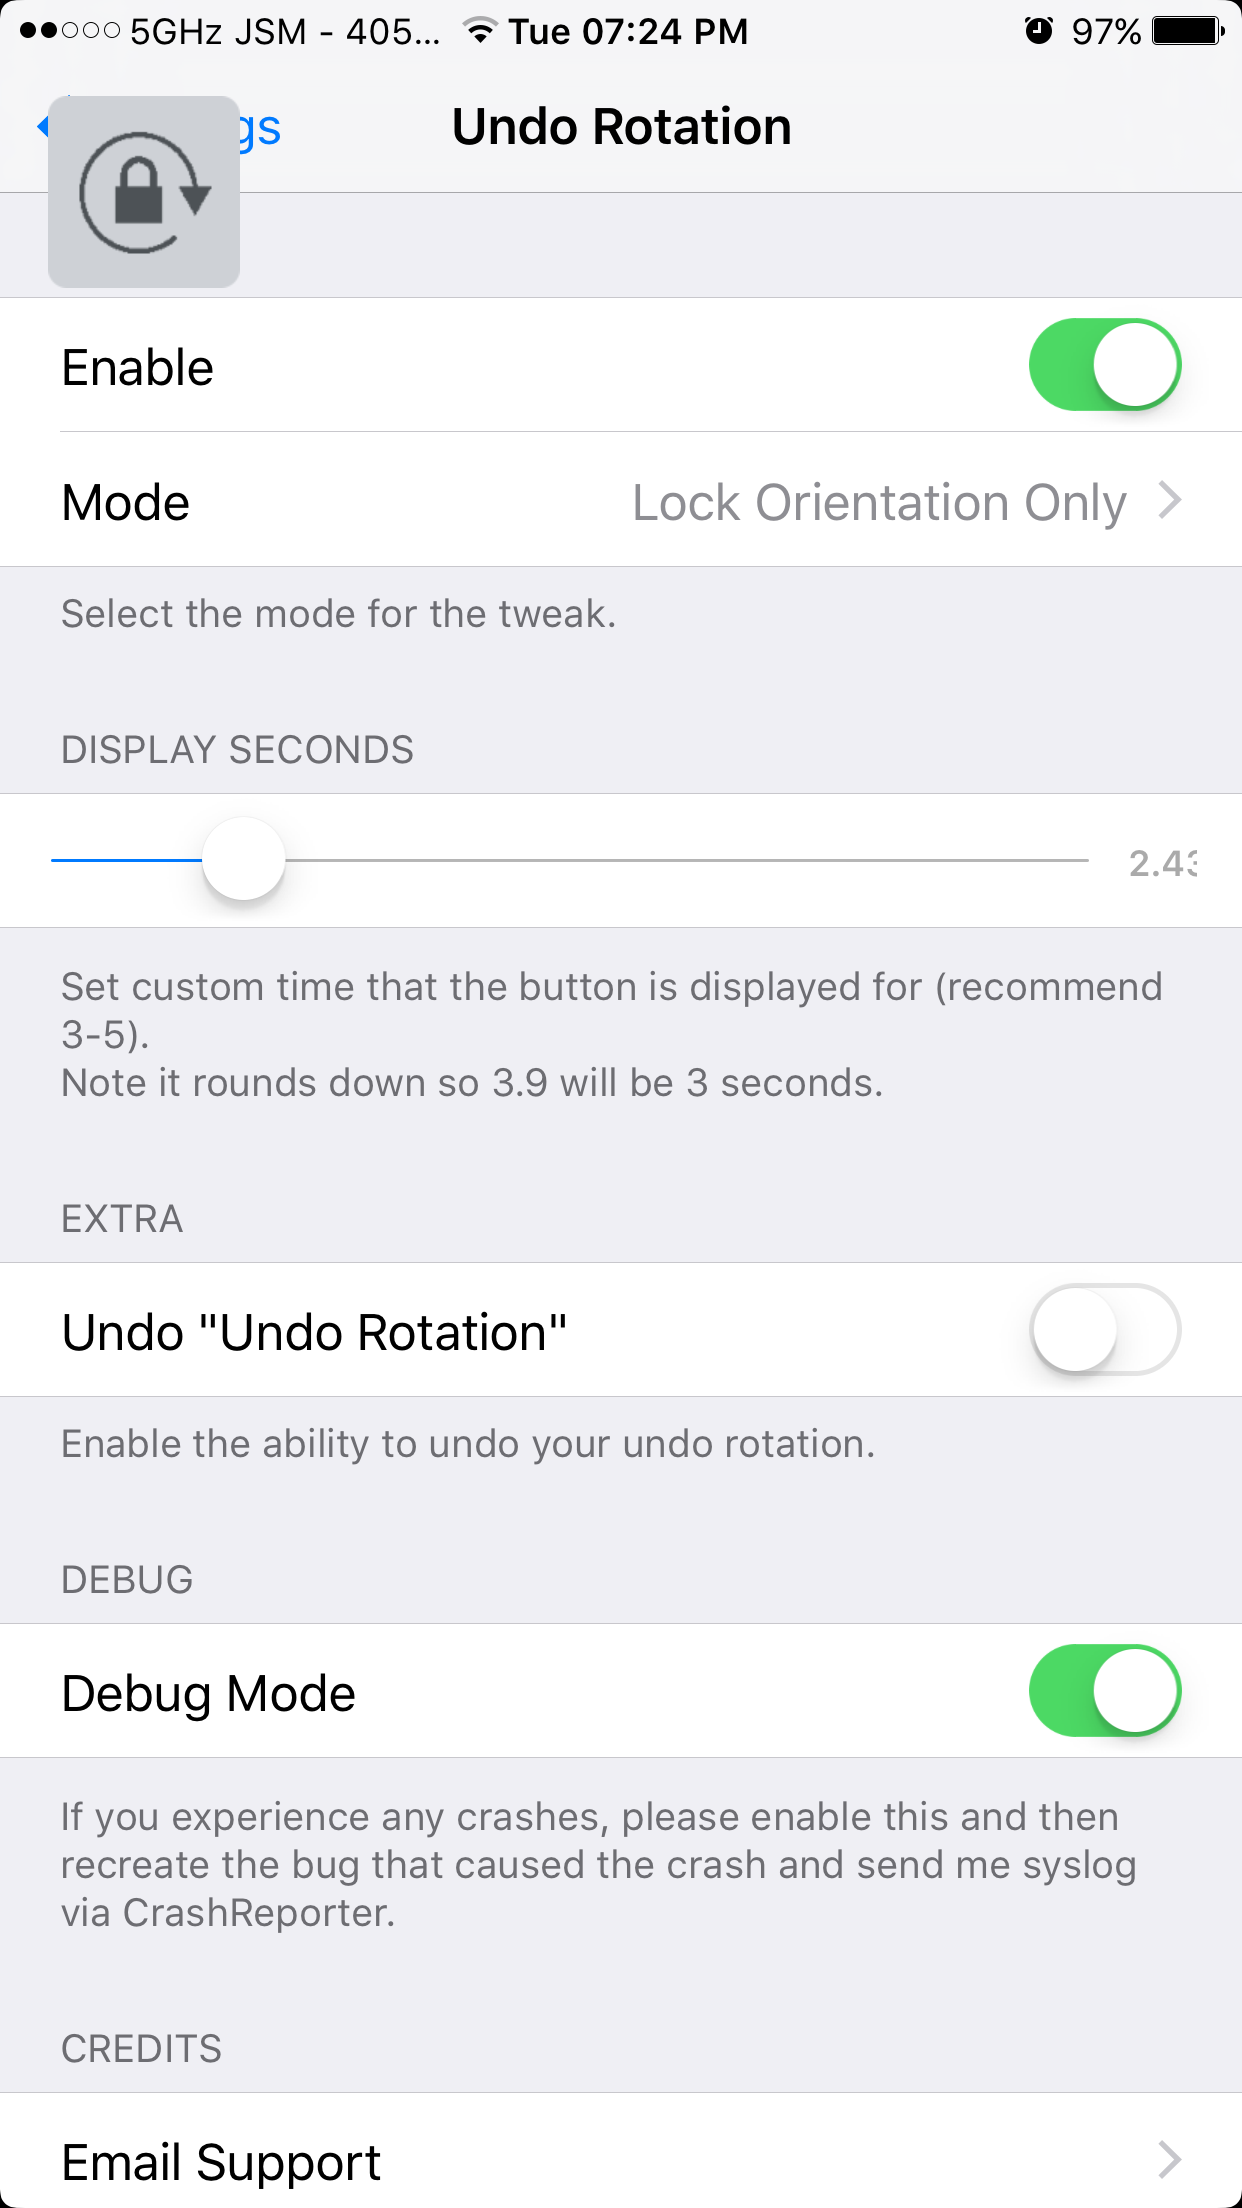 5GHz JSM - 405... Tue 07:24 PM 97%
gs Undo Rotation
Enable
Mode Lock Orientation Only
Select the mode for the tweak.
DISPLAY SECONDS
2.43
Set custom time that the button is displayed for (recommend
3-5).
Note it rounds down so 3.9 will be 3 seconds.
EXTRA
Undo "Undo Rotation"
Enable the ability to undo your undo rotation.
DEBUG
Debug Mode
If you experience any crashes, please enable this and then
recreate the bug that caused the crash and send me syslog
via CrashReporter.
CREDITS
Email Support